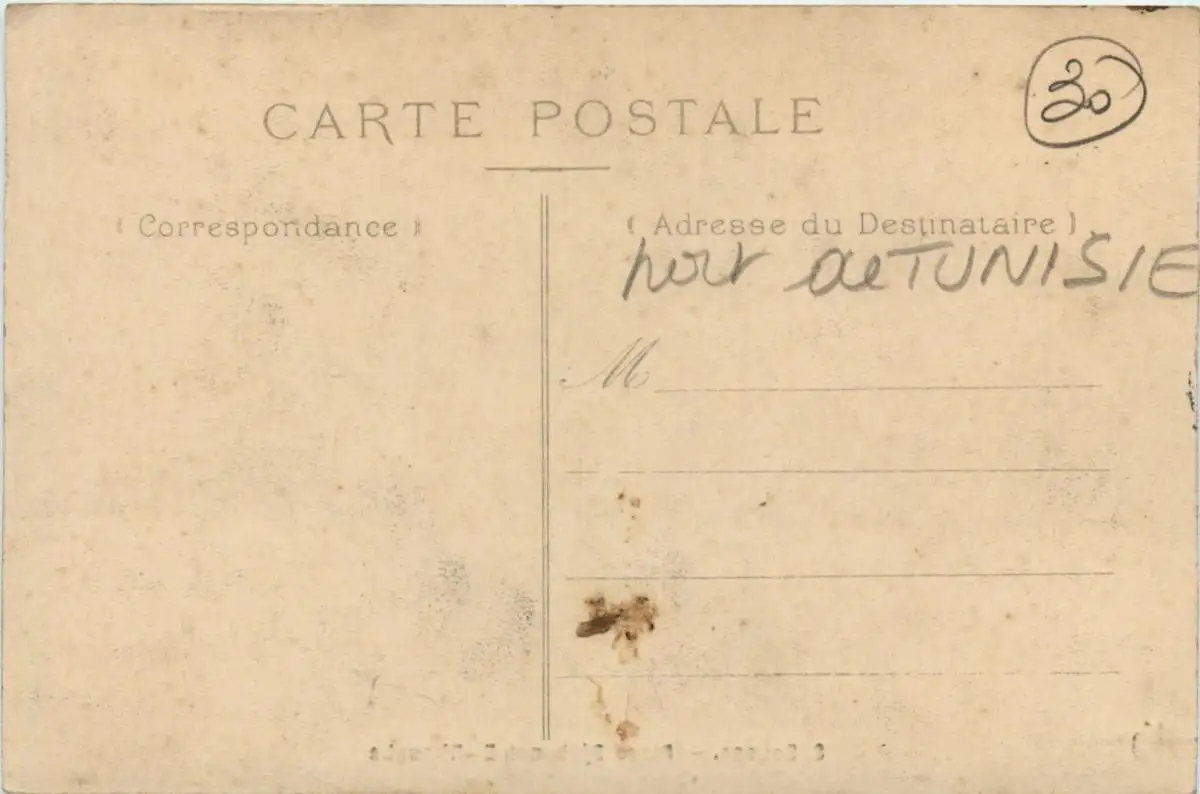 30
CARTE POSTALE
( Correspondance )
( Adresse du Destinataire )
port de TUNISIE
M